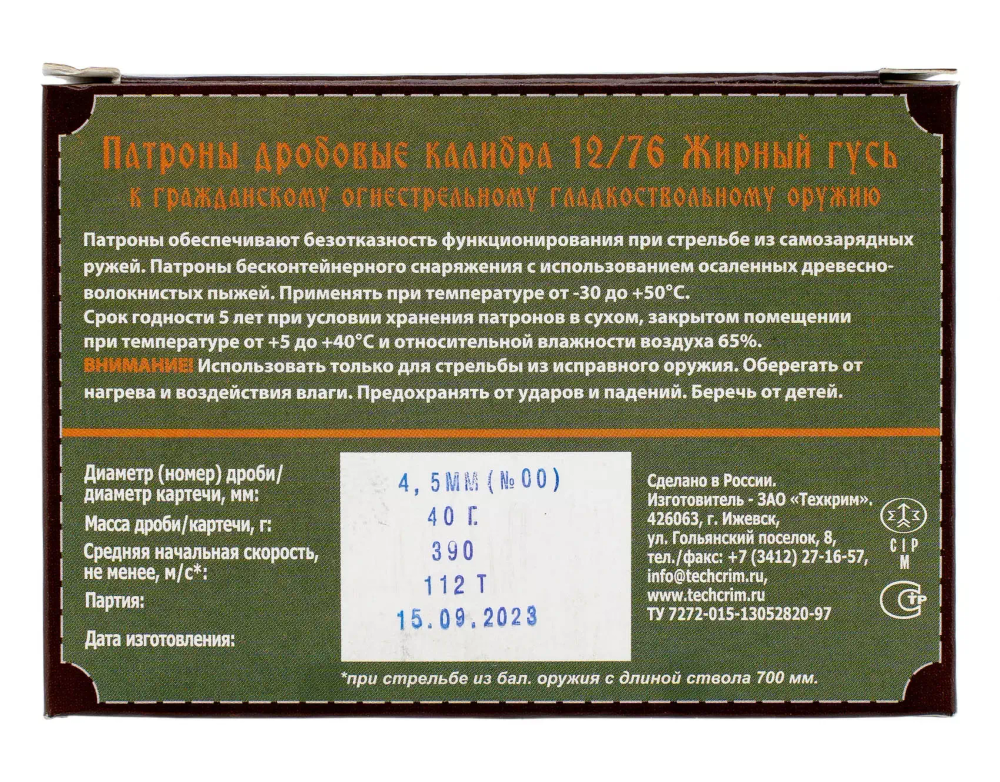 Патроны дробовые калибра 12/76 Жирный гусь
к гражданскому огнестрельному гладкоствольному оружию
Патроны обеспечивают безотказность функционирования при стрельбе из самозарядных
ружей. Патроны бесконтейнерного снаряжения с использованием осаленных древесно-
волокнистых пыжей. Применять при температуре от -30 до +50°С.
Срок годности 5 лет при условии хранения патронов в сухом, закрытом помещении
при температуре от +5 до +40°С и относительной влажности воздуха 65%.
ВНИМАНИЕ! Использовать только для стрельбы из исправного оружия. Оберегать от
нагрева и воздействия влаги. Предохранять от ударов и падений. Беречь от детей.
Диаметр (номер) дроби/
диаметр картечи, мм:
Масса дроби/картечи, г:
Средняя начальная скорость,
не менее, м/с*:
Партия:
Дата изготовления:
4,5ММ(№00)
40 Г.
390
112 Т
15.09.2023
Сделано в России.
Изготовитель - ЗАО «Техкрим».
426063, г. Ижевск,
ул. Гольянский поселок, 8,
тел./факс: +7 (3412) 27-16-57,
info@techcrim.ru,
www.techcrim.ru
ТУ 7272-015-13052820-97
CIP
M
СТР
*при стрельбе из бал. оружия с длиной ствола 700 мм.